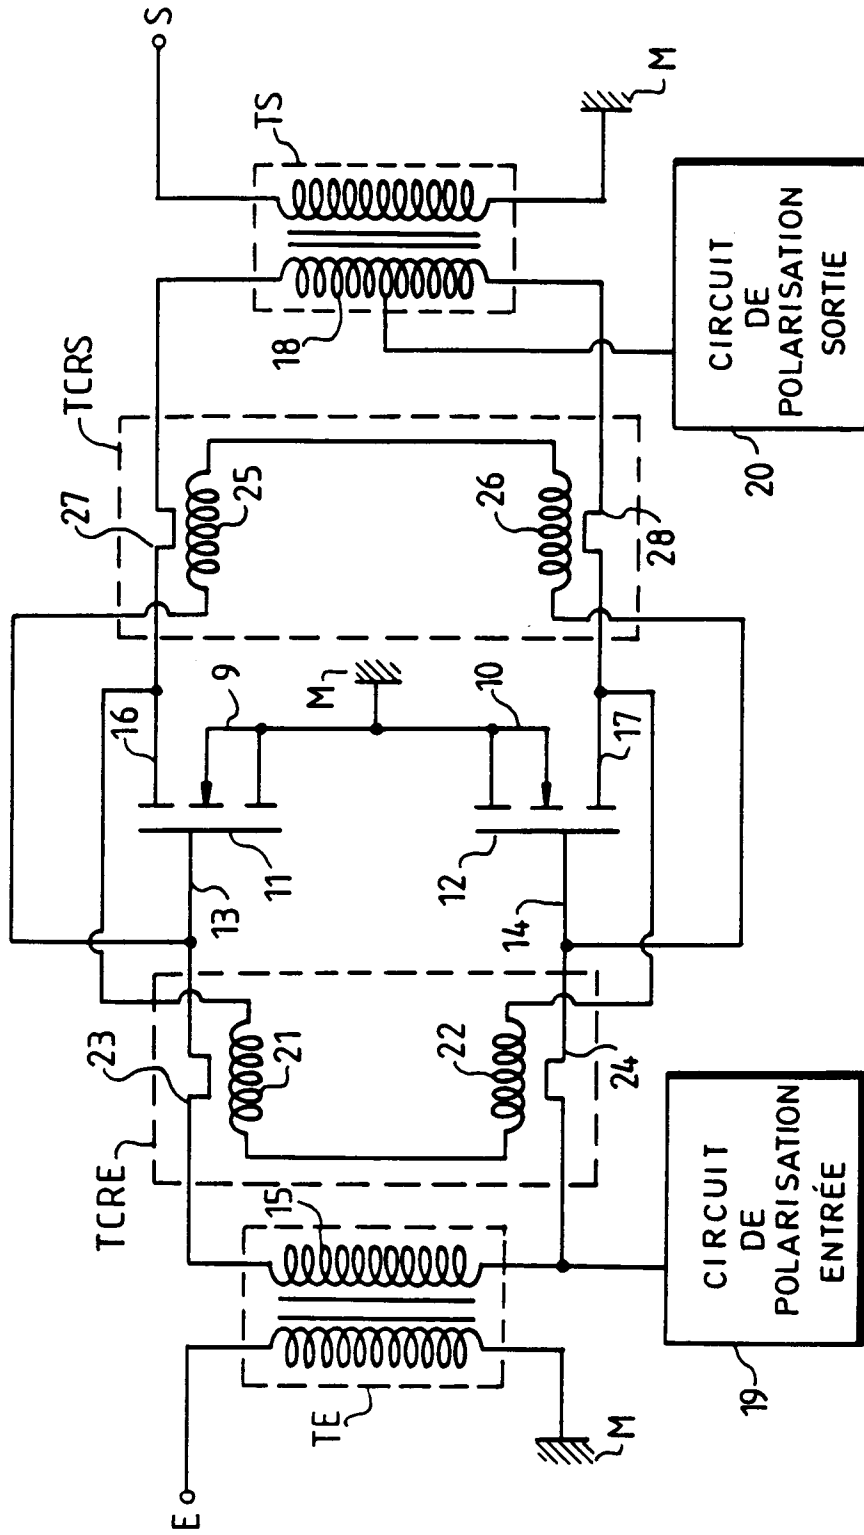 E
TE
M
TCRE
15
23
21
22
24
CIRCUIT
DE
POLARISATION
ENTRÉE
19
13
11
14
12
16
9
M
10
17
TCRS
27
25
26
28
18
TS
S
M
CIRCUIT
DE
POLARISATION
SORTIE
20